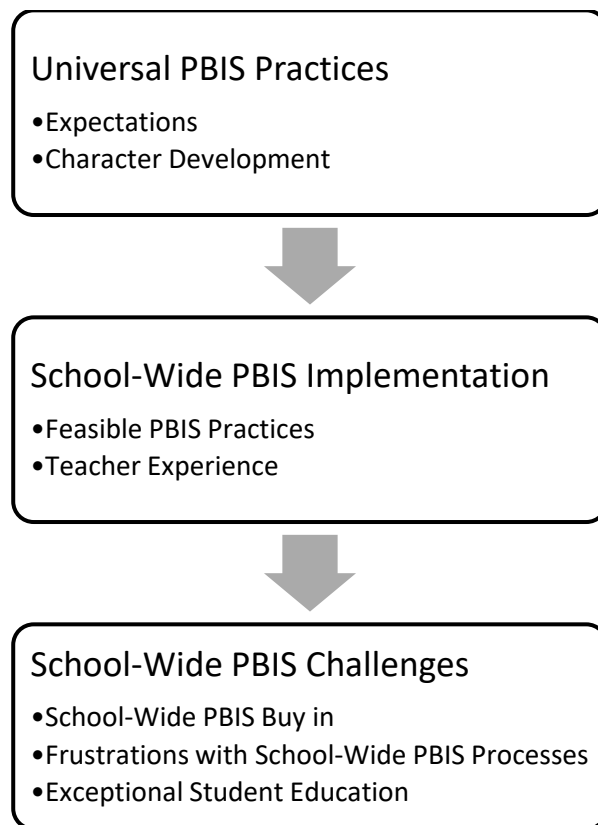 Universal PBIS Practices
•Expectations
•Character Development
School-Wide PBIS Implementation
•Feasible PBIS Practices
•Teacher Experience
School-Wide PBIS Challenges
•School-Wide PBIS Buy in
•Frustrations with School-Wide PBIS Processes
•Exceptional Student Education